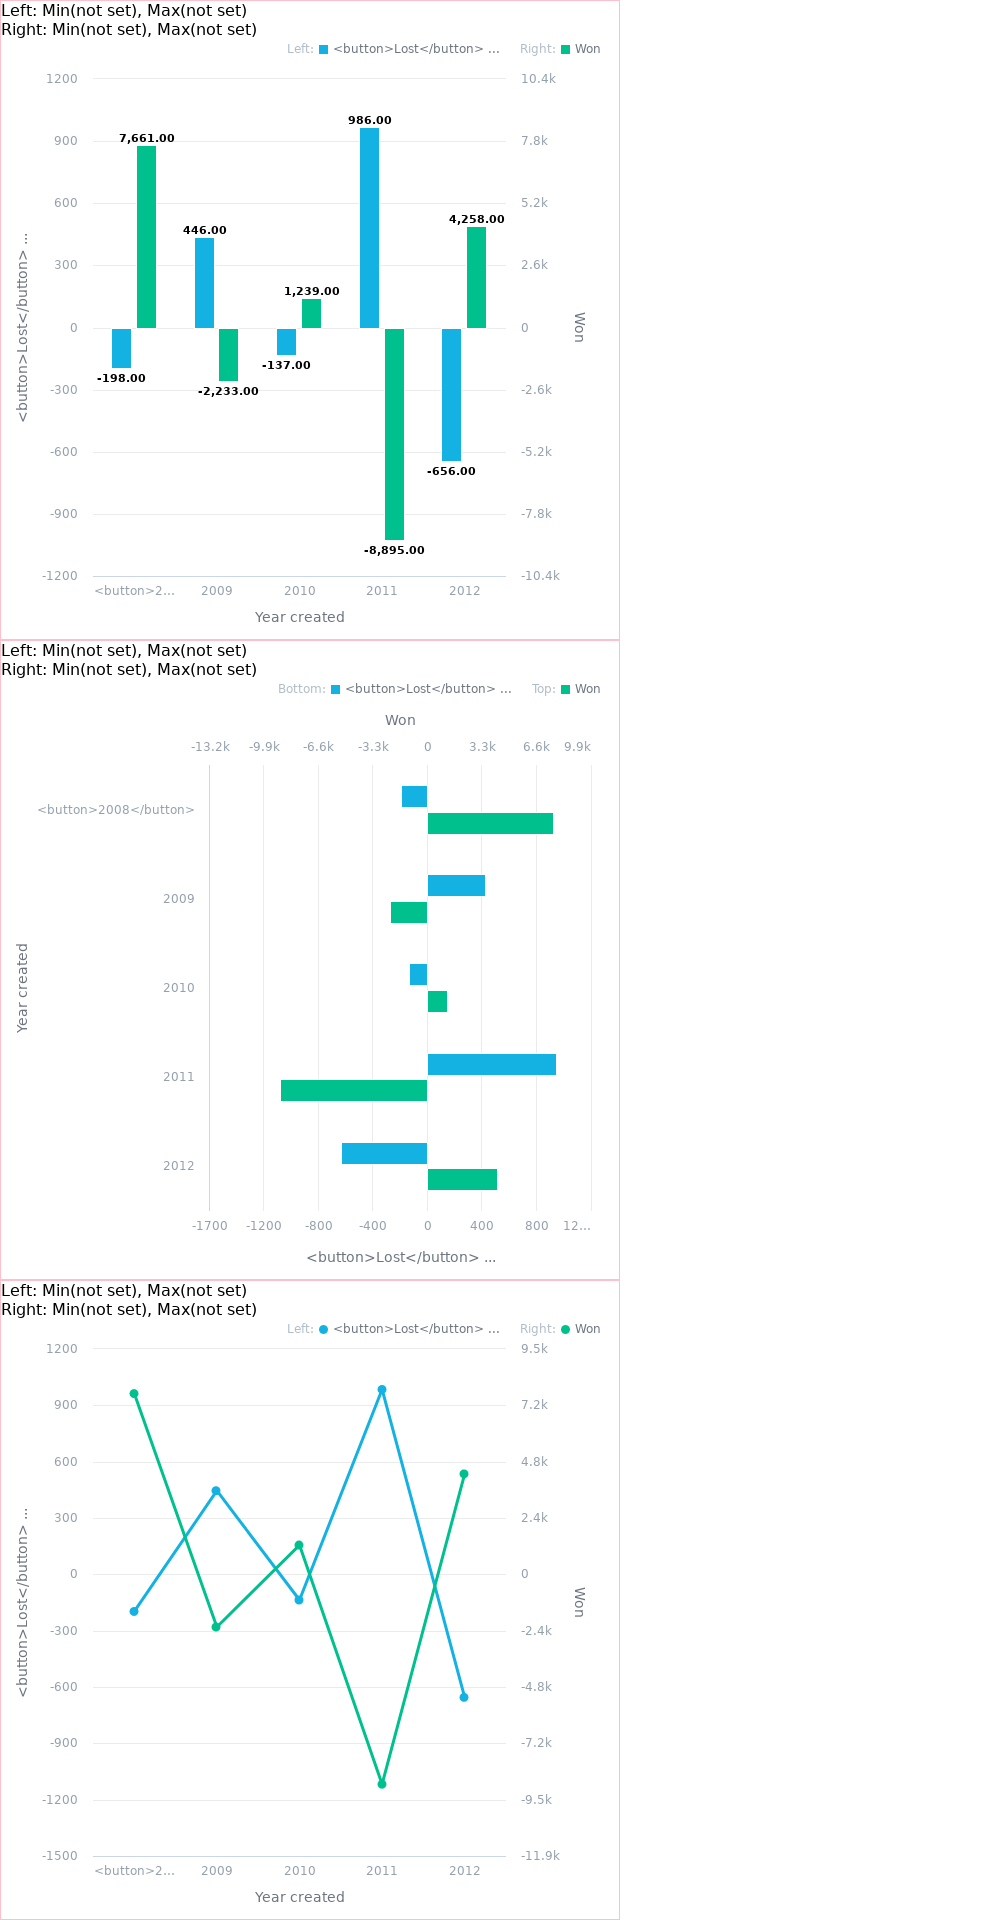 Left: Min(not set), Max(not set)
Right: Min(not set), Max(not set)
Left: <button>Lost</button> ... Right: Won
1200 10.4k
900 7.8k
600 5.2k
300 2.6k
0 0
-300 -2.6k
-600 -5.2k
-900 -7.8k
-1200 -10.4k
986.00
7,661.00
446.00
4,258.00
1,239.00
-137.00
-198.00
-2,233.00
-656.00
-8,895.00
<button>Lost</button> ...
Won
<button>2... 2009 2010 2011 2012
Year created
Left: Min(not set), Max(not set)
Right: Min(not set), Max(not set)
Bottom: <button>Lost</button> ... Top: Won
Won
-13.2k -9.9k -6.6k -3.3k 0 3.3k 6.6k 9.9k
<button>2008</button>
2009
2010
2011
2012
Year created
-1700 -1200 -800 -400 0 400 800 12...
<button>Lost</button> ...
Left: Min(not set), Max(not set)
Right: Min(not set), Max(not set)
Left: <button>Lost</button> ... Right: Won
1200 9.5k
900 7.2k
600 4.8k
300 2.4k
0 0
-300 -2.4k
-600 -4.8k
-900 -7.2k
-1200 -9.5k
-1500 -11.9k
<button>Lost</button> ...
Won
<button>2... 2009 2010 2011 2012
Year created